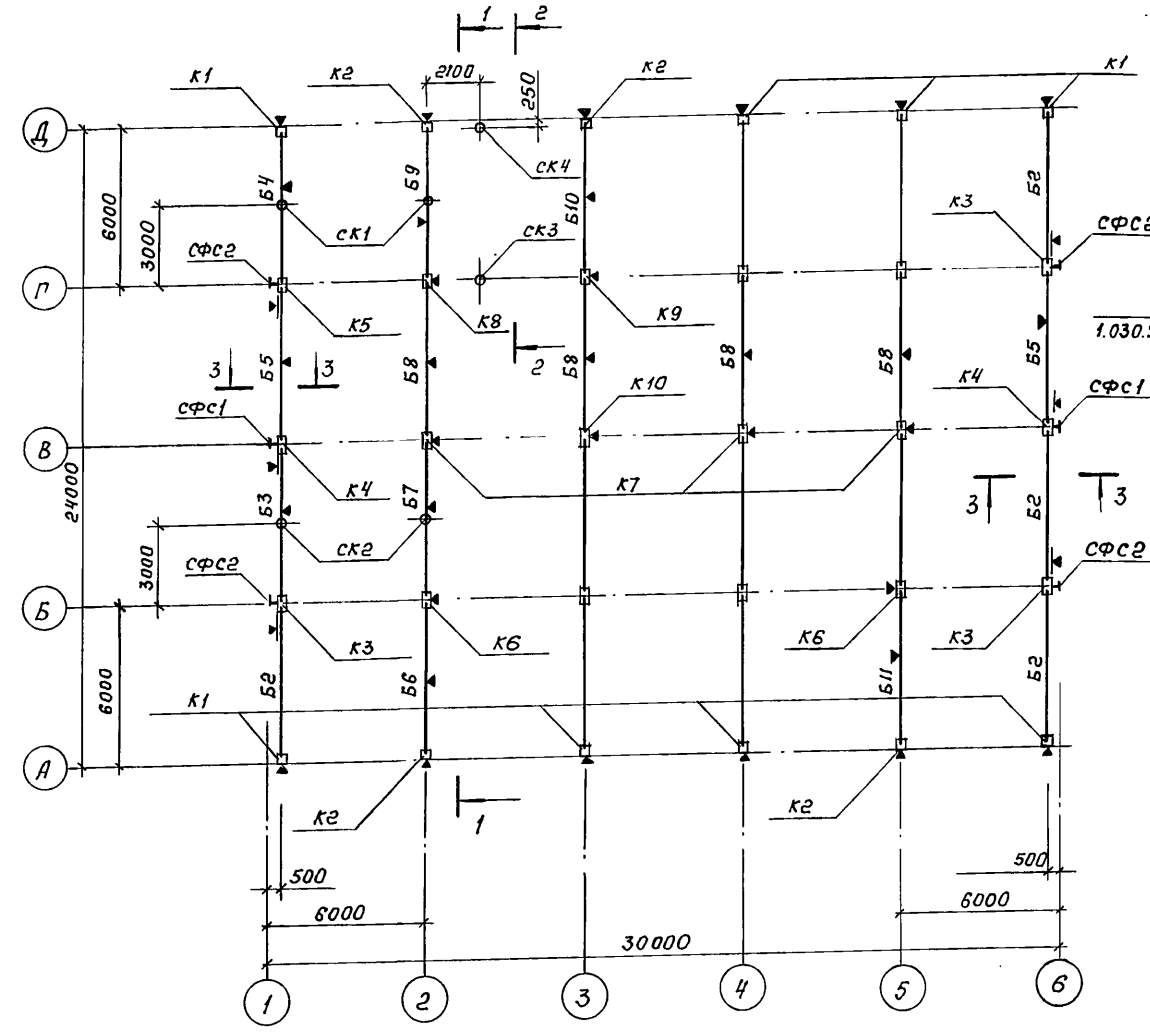 1 2
К1 К2 2100 250 К2 К1
Д
СК4
Б4 Б9 Б10 Б2
6000 3000
СК1
К3
СФС2 СК3 СФС2
Г
К5 К8 К9
1.030.
3 3 Б5 Б8 2 Б8 Б8 Б8 Б5
К10 К4
СФС1 СФС1
В
24000
К4 К7
Б3 Б7 3 Б2 3
СК2
3000
СФС2 СФС2
Б
К3 К6 К6 К3
6000
Б2 Б6 Б11 Б2
К1
А
К2 1 К2
500 500
6000 6000
30000
1 2 3 4 5 6